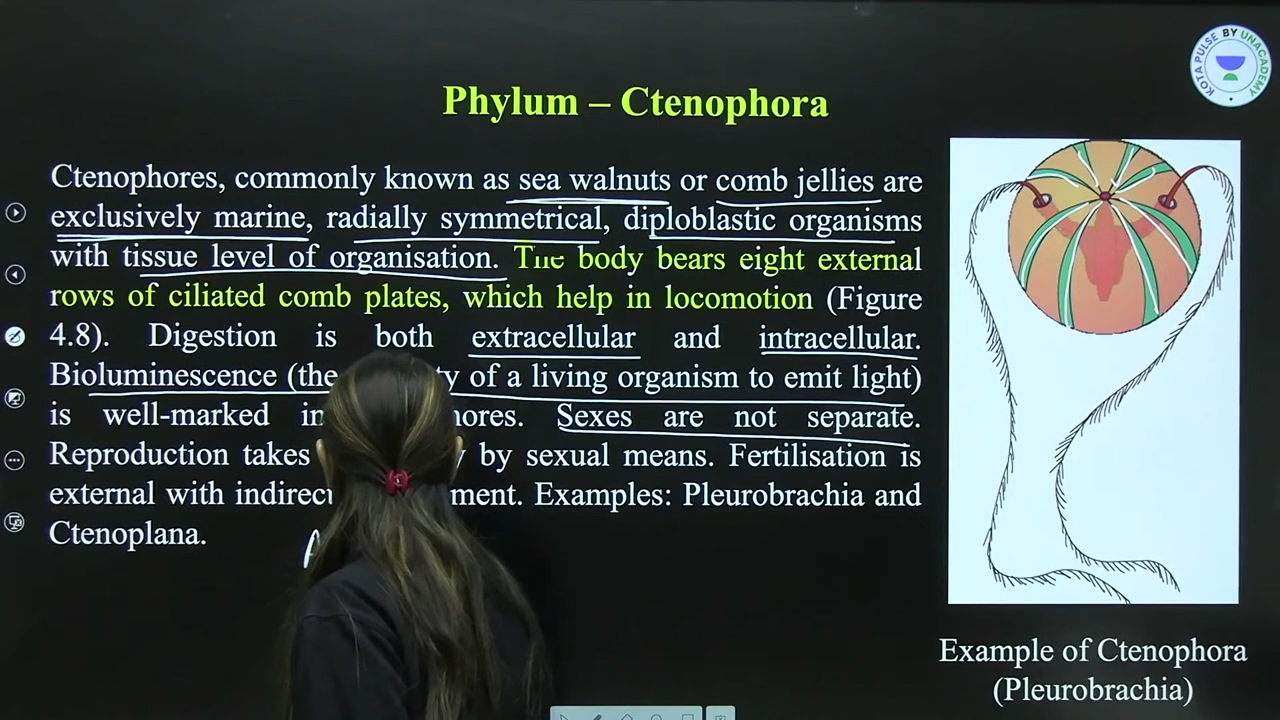 KOTA PULSE BY UNACADEMY
Phylum – Ctenophora
Ctenophores, commonly known as sea walnuts or comb jellies are
exclusively marine, radially symmetrical, diploblastic organisms
with tissue level of organisation. The body bears eight external
rows of ciliated comb plates, which help in locomotion (Figure
4.8). Digestion is both extracellular and intracellular.
Bioluminescence (the of a living organism to emit light)
is well-marked in Sexes are not separate.
Reproduction takes by sexual means. Fertilisation is
external with Examples: Pleurobrachia and
Ctenoplana.
Example of Ctenophora
(Pleurobrachia)